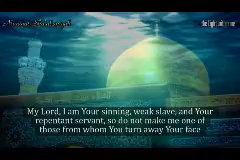 My Lord, I am Your sinning, weak slave, and Your
repentant servant, so do not make me one of
those from whom You turn away Your face